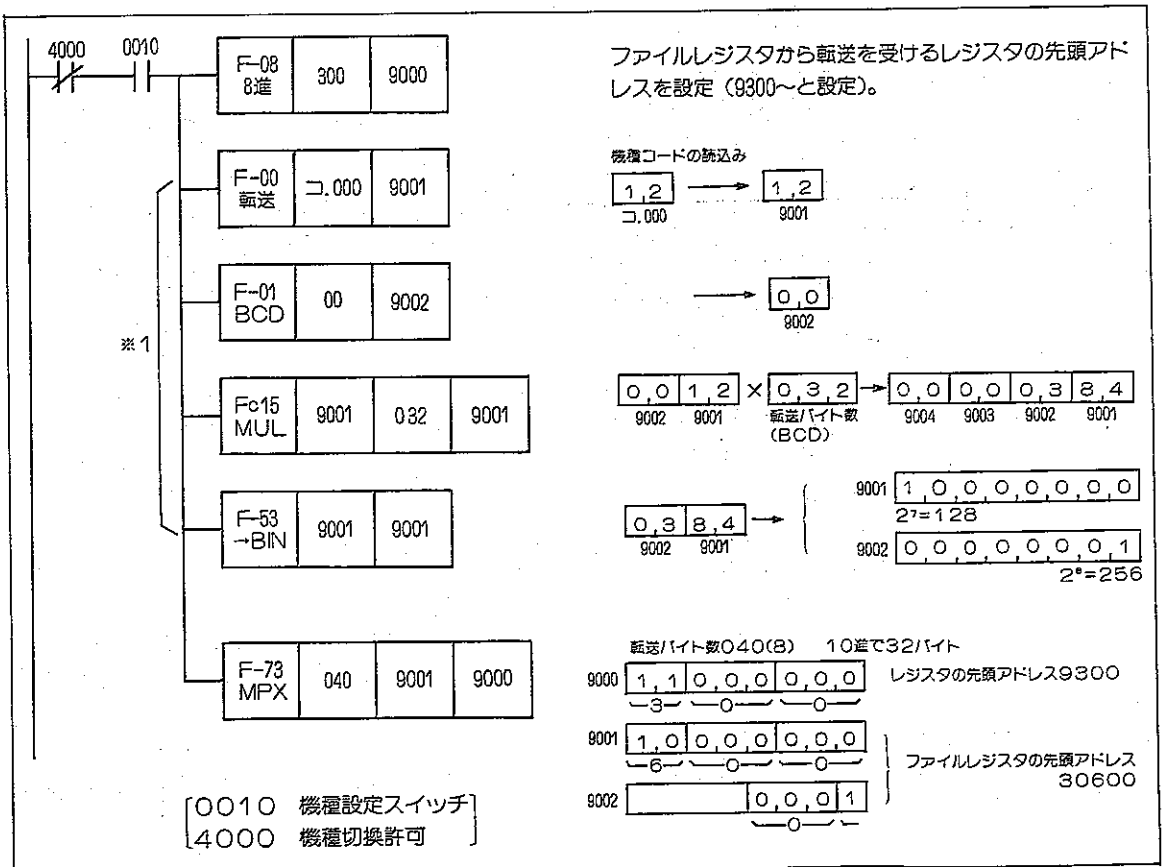 4000 0010
F-08 8進 300 9000
ファイルレジスタから転送を受けるレジスタの先頭アド
レスを設定(9300～と設定)。
機種コードの読込み
F-00 転送 コ.000 9001
1,2 → 1,2
コ.000 9001
F-01 BCD 00 9002
→ 0,0
9002
※1
Fc15 MUL 9001 032 9001
0,0 1,2 × 0,3,2 → 0,0 0,0 0,3 8,4
9002 9001 転送バイト数 9004 9003 9002 9001
(BCD)
F-53 →BIN 9001 9001
0,3 8,4 →
9002 9001
9001 1,0,0,0,0,0,0,0
2⁷=128
9002 0,0,0,0,0,0,0,1
2⁸=256
F-73 MPX 040 9001 9000
転送バイト数040(8) 10進で32バイト
9000 1,1 0,0,0 0,0,0 レジスタの先頭アドレス9300
3 0 0
9001 1,0 0,0,0 0,0,0
6 0 0
ファイルレジスタの先頭アドレス
30600
9002 0,0,0 1
0
[0010 機種設定スイッチ]
[4000 機種切換許可]